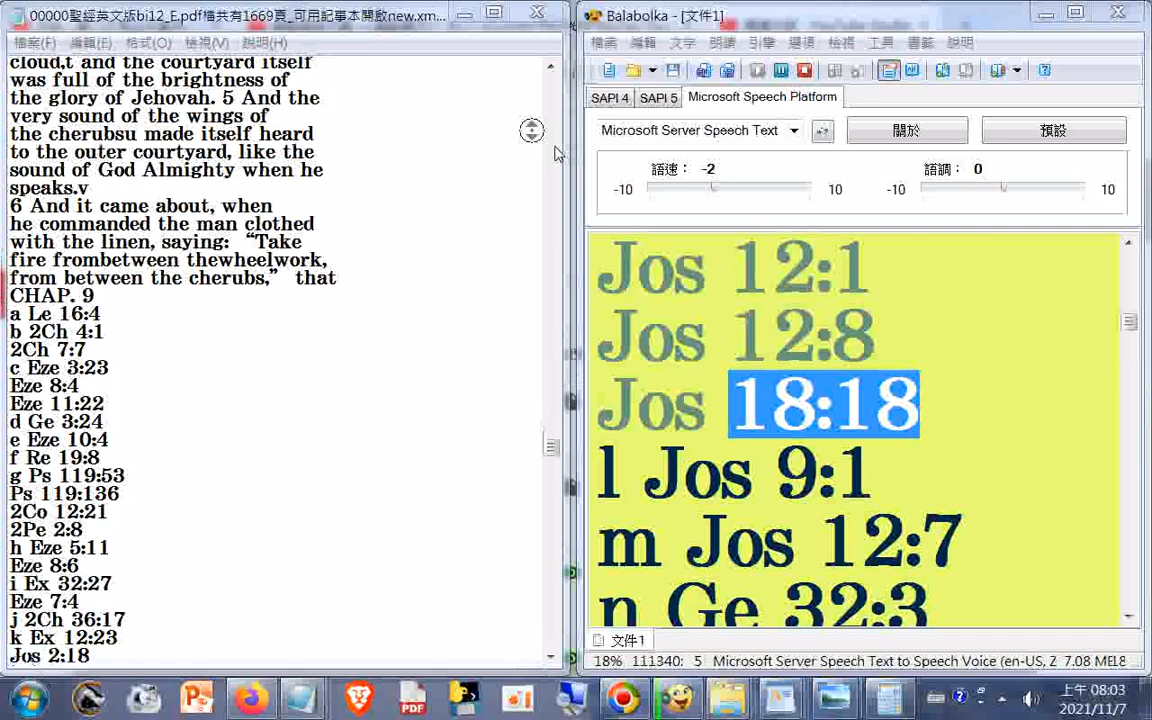 00000聖經英文版bi12_E.pdf檔共有1669頁_可用記事本開啟new.xm...
檔案(F) 編輯(E) 格式(O) 檢視(V) 說明(H)
cloud,t and the courtyard itself
was full of the brightness of
the glory of Jehovah. 5 And the
very sound of the wings of
the cherubsu made itself heard
to the outer courtyard, like the
sound of God Almighty when he
speaks.v
6 And it came about, when
he commanded the man clothed
with the linen, saying: “Take
fire frombetween thewheelwork,
from between the cherubs,” that
CHAP. 9
a Le 16:4
b 2Ch 4:1
2Ch 7:7
c Eze 3:23
Eze 8:4
Eze 11:22
d Ge 3:24
e Eze 10:4
f Re 19:8
g Ps 119:53
Ps 119:136
2Co 12:21
2Pe 2:8
h Eze 5:11
Eze 8:6
i Ex 32:27
Eze 7:4
j 2Ch 36:17
k Ex 12:23
Jos 2:18
Balabolka - [文件1]
檔案 編輯 文字 朗讀 引擎 選項 檢視 工具 書籤 說明
SAPI 4 SAPI 5 Microsoft Speech Platform
Microsoft Server Speech Text 關於 預設
語速: -2 語調: 0
-10 10 -10 10
Jos 12:1
Jos 12:8
Jos 18:18
l Jos 9:1
m Jos 12:7
n Ge 32:3
文件1
18% 111340: 5 Microsoft Server Speech Text to Speech Voice (en-US, Z 7.08 MEL8
PDF
上午 08:03
2021/11/7